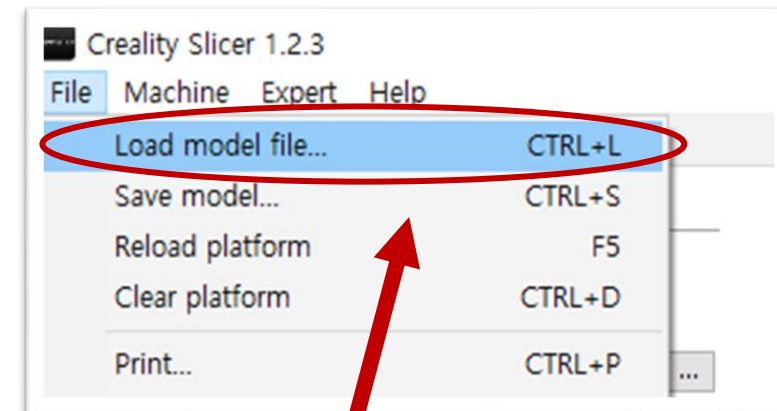 Creality Slicer 1.2.3
File Machine Expert Help
Load model file... CTRL+L
Save model... CTRL+S
Reload platform F5
Clear platform CTRL+D
Print... CTRL+P
...